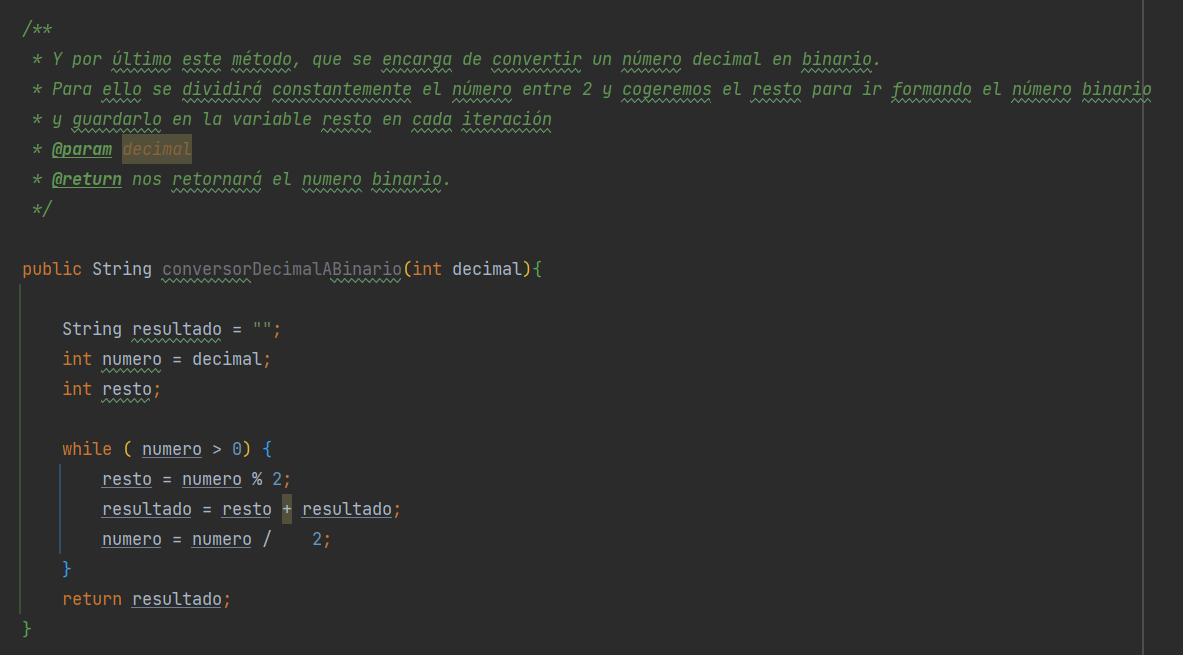 /**
* Y por último este método, que se encarga de convertir un número decimal en binario.
* Para ello se dividirá constantemente el número entre 2 y cogeremos el resto para ir formando el número binario
* y guardarlo en la variable resto en cada iteración
* @param decimal
* @return nos retornará el numero binario.
*/
public String conversorDecimalABinario(int decimal){
String resultado = "";
int numero = decimal;
int resto;
while ( numero > 0) {
resto = numero % 2;
resultado = resto + resultado;
numero = numero /    2;
}
return resultado;
}